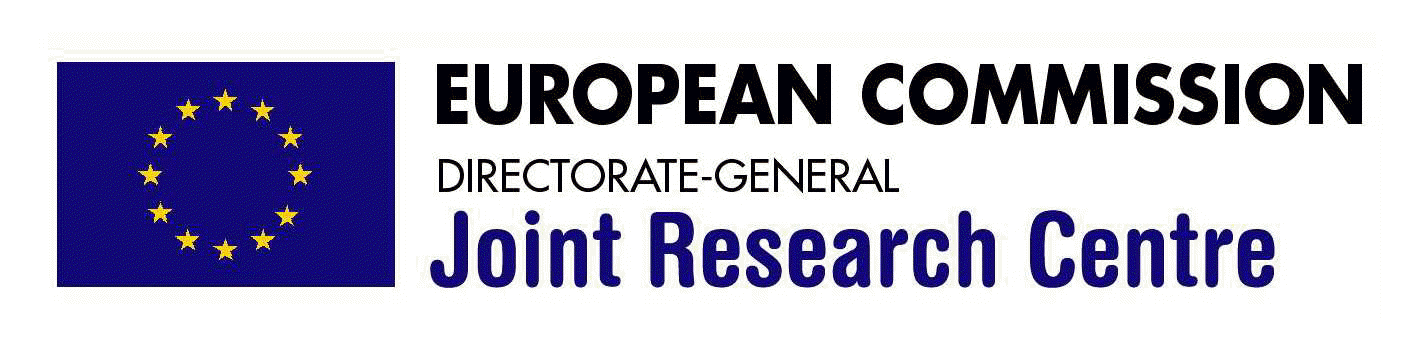 EUROPEAN COMMISSION
DIRECTORATE-GENERAL
Joint Research Centre